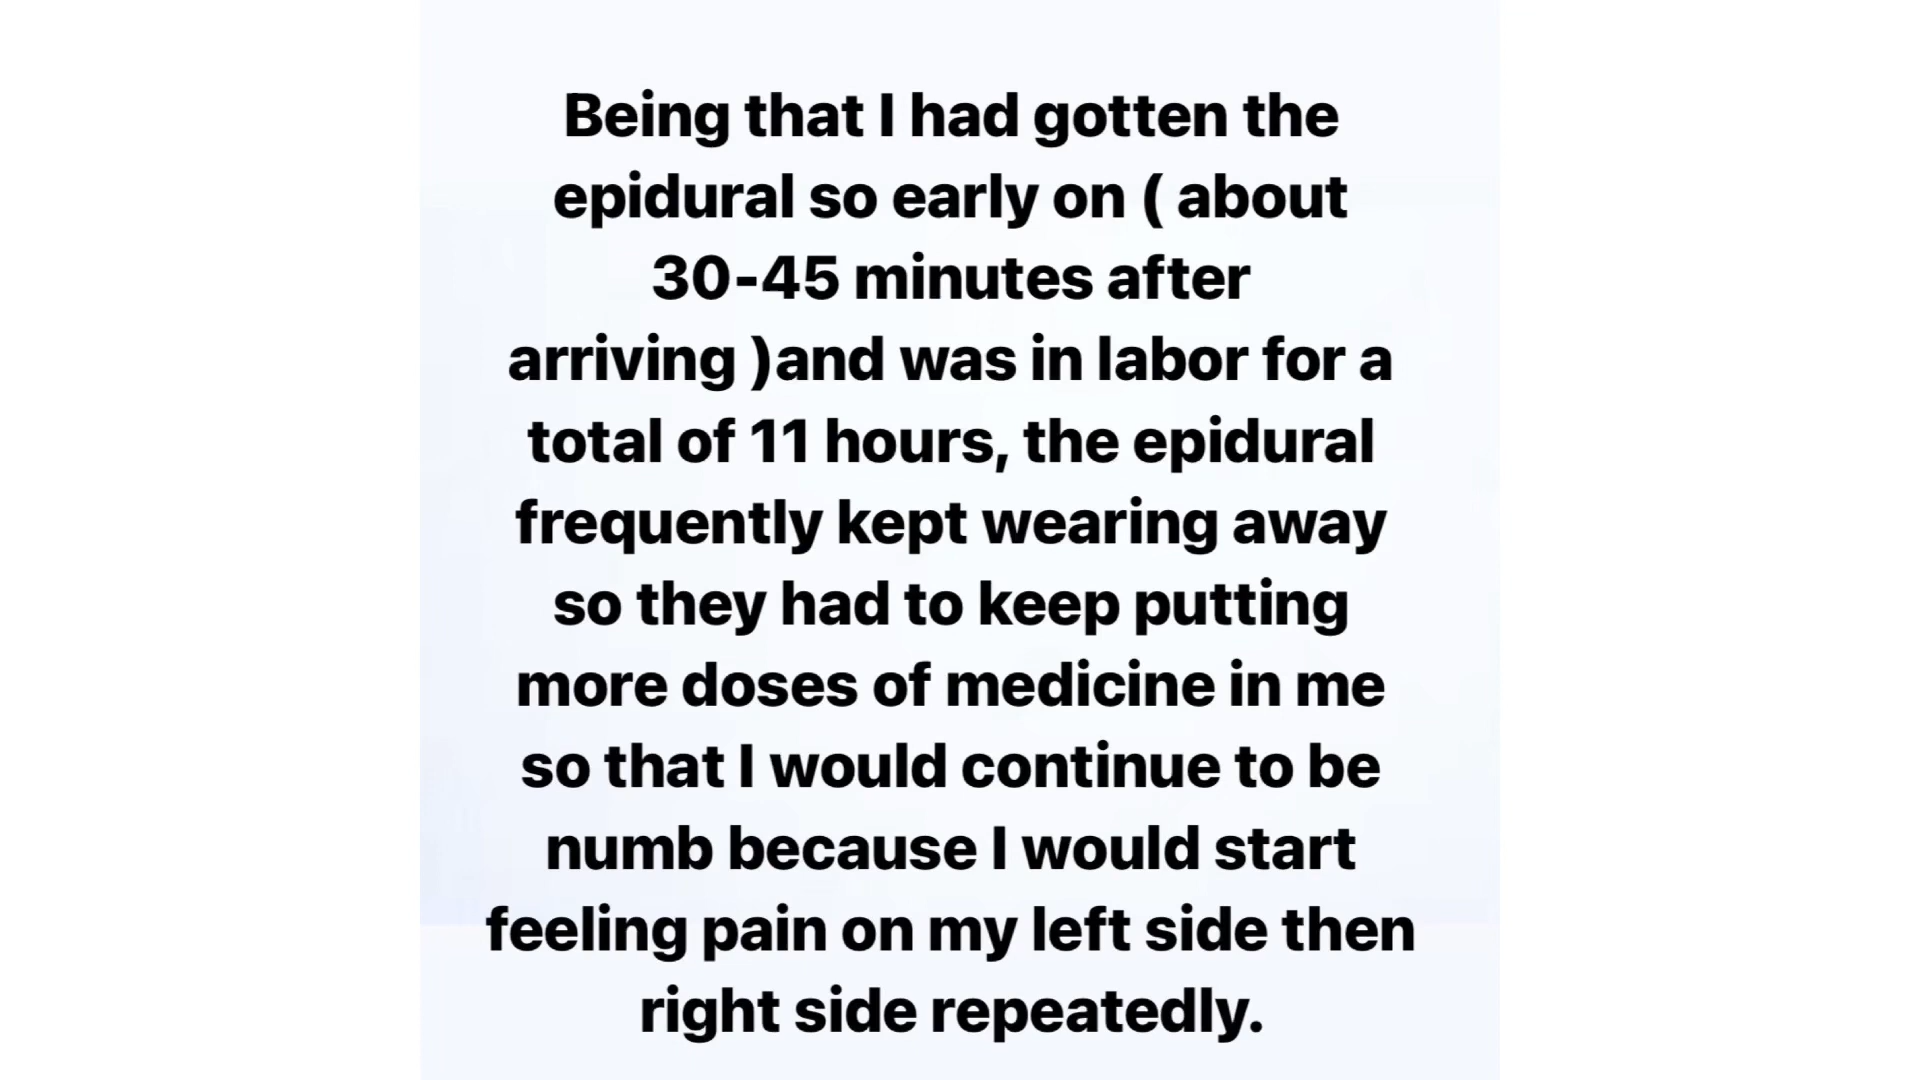 Being that I had gotten the
epidural so early on ( about
30-45 minutes after
arriving )and was in labor for a
total of 11 hours, the epidural
frequently kept wearing away
so they had to keep putting
more doses of medicine in me
so that I would continue to be
numb because I would start
feeling pain on my left side then
right side repeatedly.